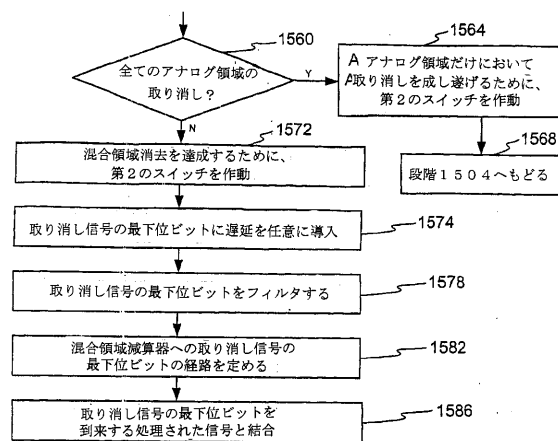 1560
全てのアナログ領域の
取り消し?
Y
N
1564
A アナログ領域だけにおいて
A取り消しを成し遂げるために、
第2のスイッチを作動
1568
段階1504へもどる
1572
混合領域消去を達成するために、
第2のスイッチを作動
取り消し信号の最下位ビットに遅延を任意に導入
1574
取り消し信号の最下位ビットをフィルタする
1578
混合領域減算器への取り消し信号の
最下位ビットの経路を定める
1582
取り消し信号の最下位ビットを
到来する処理された信号と結合
1586